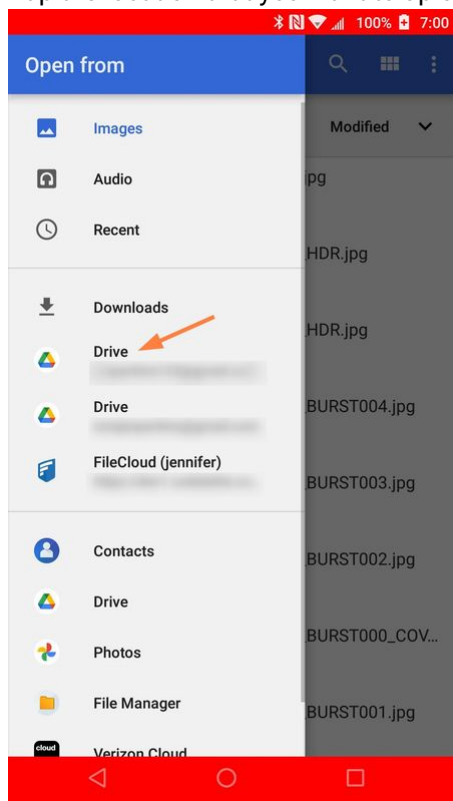 100% 7:00
Open from
Images
Modified
Audio
.jpg
Recent
HDR.jpg
Downloads
HDR.jpg
Drive
Drive
BURST004.jpg
FileCloud (jennifer)
BURST003.jpg
Contacts
BURST002.jpg
Drive
Photos
BURST000_COV...
File Manager
BURST001.jpg
cloud
Verizon Cloud